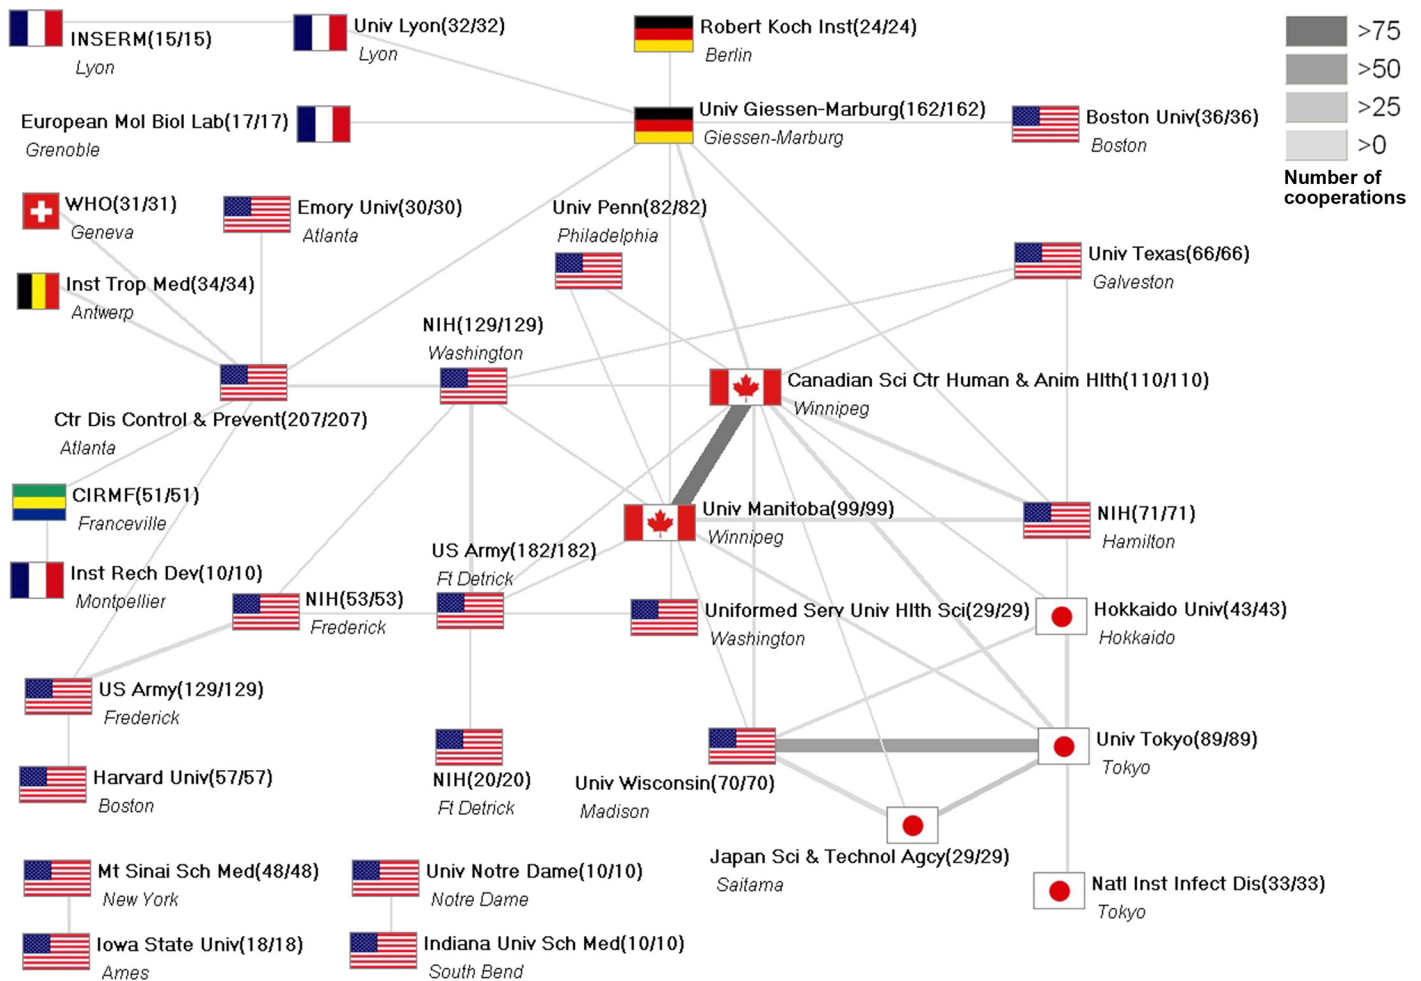 INSERM(15/15)
Lyon
Univ Lyon(32/32)
Lyon
Robert Koch Inst(24/24)
Berlin
>75
>50
>25
>0
Number of
cooperations
European Mol Biol Lab(17/17)
Grenoble
Univ Giessen-Marburg(162/162)
Giessen-Marburg
Boston Univ(36/36)
Boston
WHO(31/31)
Geneva
Emory Univ(30/30)
Atlanta
Univ Penn(82/82)
Philadelphia
Univ Texas(66/66)
Galveston
Inst Trop Med(34/34)
Antwerp
NIH(129/129)
Washington
Canadian Sci Ctr Human & Anim Hlth(110/110)
Winnipeg
Ctr Dis Control & Prevent(207/207)
Atlanta
CIRMF(51/51)
Franceville
Univ Manitoba(99/99)
Winnipeg
NIH(71/71)
Hamilton
US Army(182/182)
Ft Detrick
Inst Rech Dev(10/10)
Montpellier
NIH(53/53)
Frederick
Uniformed Serv Univ Hlth Sci(29/29)
Washington
Hokkaido Univ(43/43)
Hokkaido
US Army(129/129)
Frederick
Univ Tokyo(89/89)
Tokyo
Harvard Univ(57/57)
Boston
NIH(20/20)
Ft Detrick
Univ Wisconsin(70/70)
Madison
Japan Sci & Technol Agcy(29/29)
Saitama
Mt Sinai Sch Med(48/48)
New York
Univ Notre Dame(10/10)
Notre Dame
Natl Inst Infect Dis(33/33)
Tokyo
Iowa State Univ(18/18)
Ames
Indiana Univ Sch Med(10/10)
South Bend